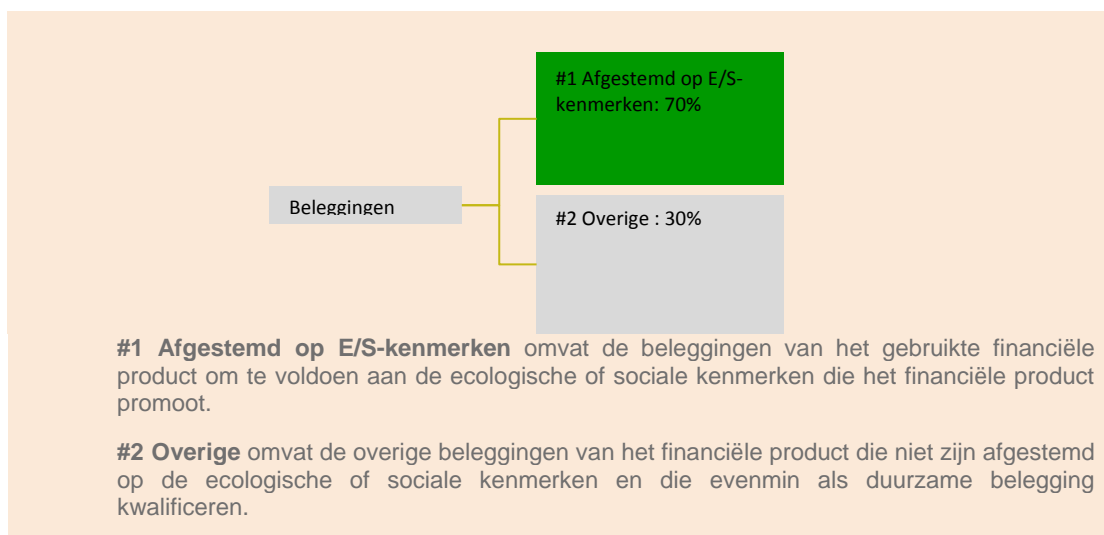 #1 Afgestemd op E/S-
kenmerken: 70%
Beleggingen
#2 Overige : 30%
#1 Afgestemd op E/S-kenmerken omvat de beleggingen van het gebruikte financiële
product om te voldoen aan de ecologische of sociale kenmerken die het financiële product
promoot.
#2 Overige omvat de overige beleggingen van het financiële product die niet zijn afgestemd
op de ecologische of sociale kenmerken en die evenmin als duurzame belegging
kwalificeren.